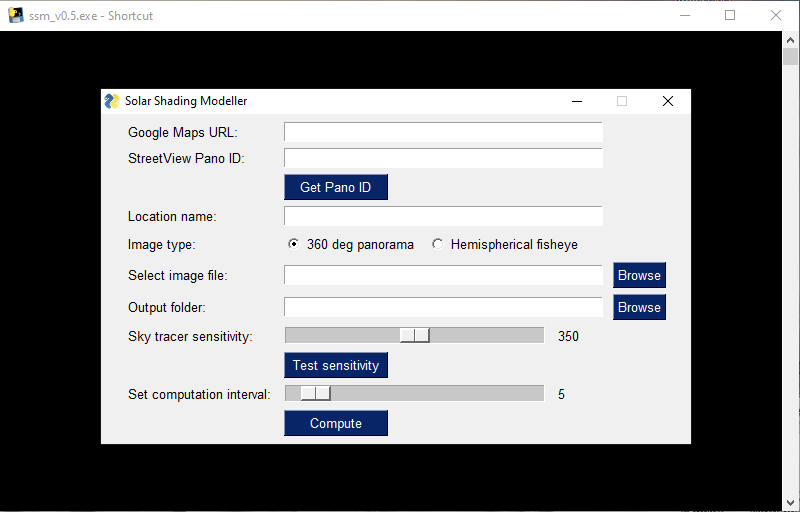 ssm_v0.5.exe - Shortcut
Solar Shading Modeller
Google Maps URL:
StreetView Pano ID:
Get Pano ID
Location name:
Image type: 360 deg panorama Hemispherical fisheye
Select image file: Browse
Output folder: Browse
Sky tracer sensitivity: 350
Test sensitivity
Set computation interval: 5
Compute